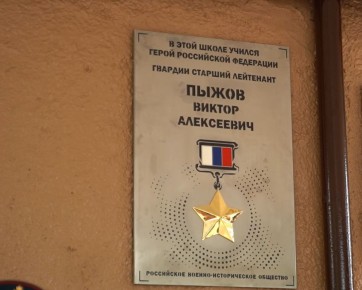 В ЭТОЙ ШКОЛЕ УЧИЛСЯ
ГЕРОЙ РОССИЙСКОЙ ФЕДЕРАЦИИ
ГВАРДИИ СТАРШИЙ ЛЕЙТЕНАНТ
ПЫЖОВ
ВИКТОР
АЛЕКСЕЕВИЧ
РОССИЙСКОЕ ВОЕННО-ИСТОРИЧЕСКОЕ ОБЩЕСТВО